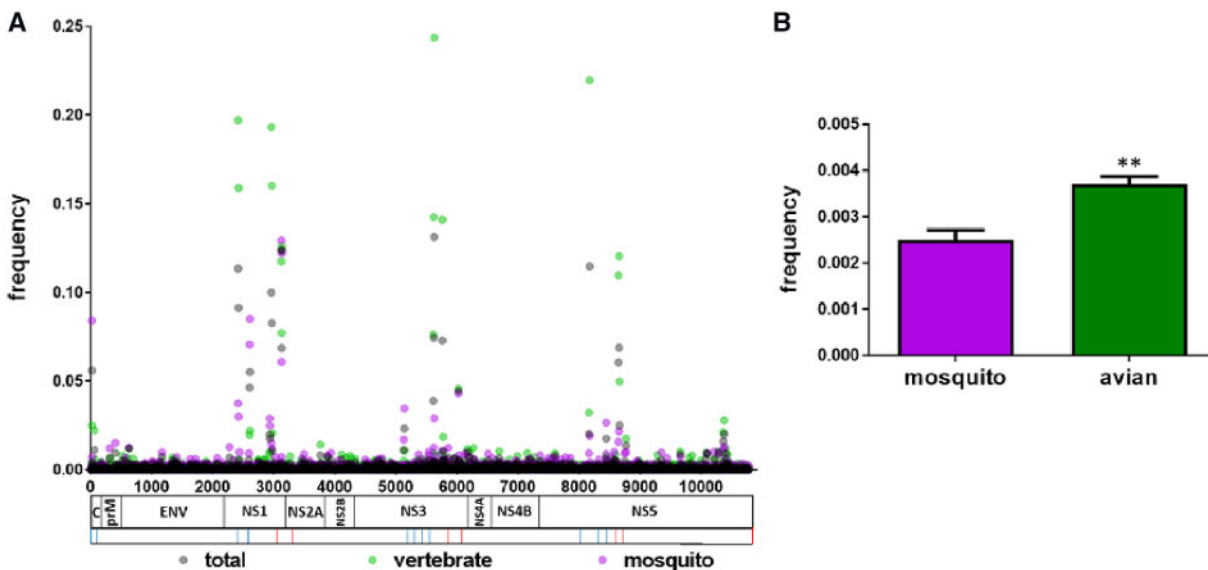 A
0.25
0.20
0.15
0.10
0.05
0.00
frequency
0 1000 2000 3000 4000 5000 6000 7000 8000 9000 10000
C prM ENV NS1 NS2A NS2B NS3 NS4A NS4B NS5
total vertebrate mosquito
B
0.005
0.004
0.003
0.002
0.001
0.000
frequency
**
mosquito avian